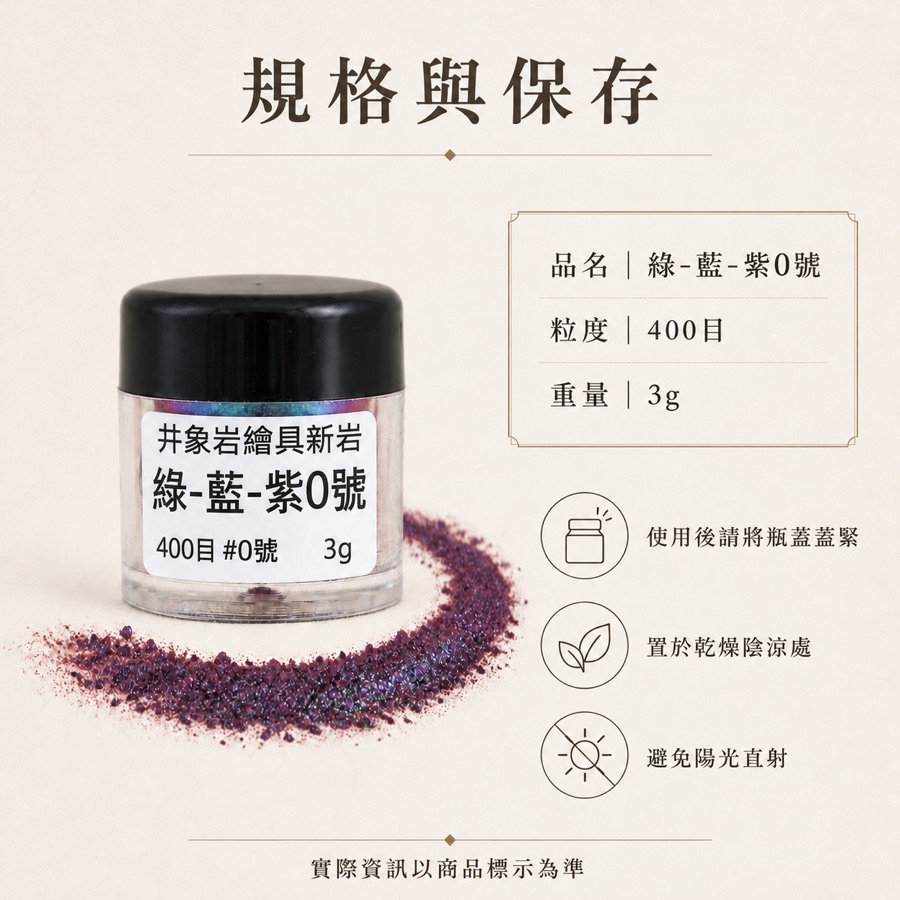 規格與保存
品名｜綠-藍-紫0號
粒度｜400目
重量｜3g
井象岩繪具新岩
綠-藍-紫0號
400目 #0號 3g
使用後請將瓶蓋蓋緊
置於乾燥陰涼處
避免陽光直射
實際資訊以商品標示為準